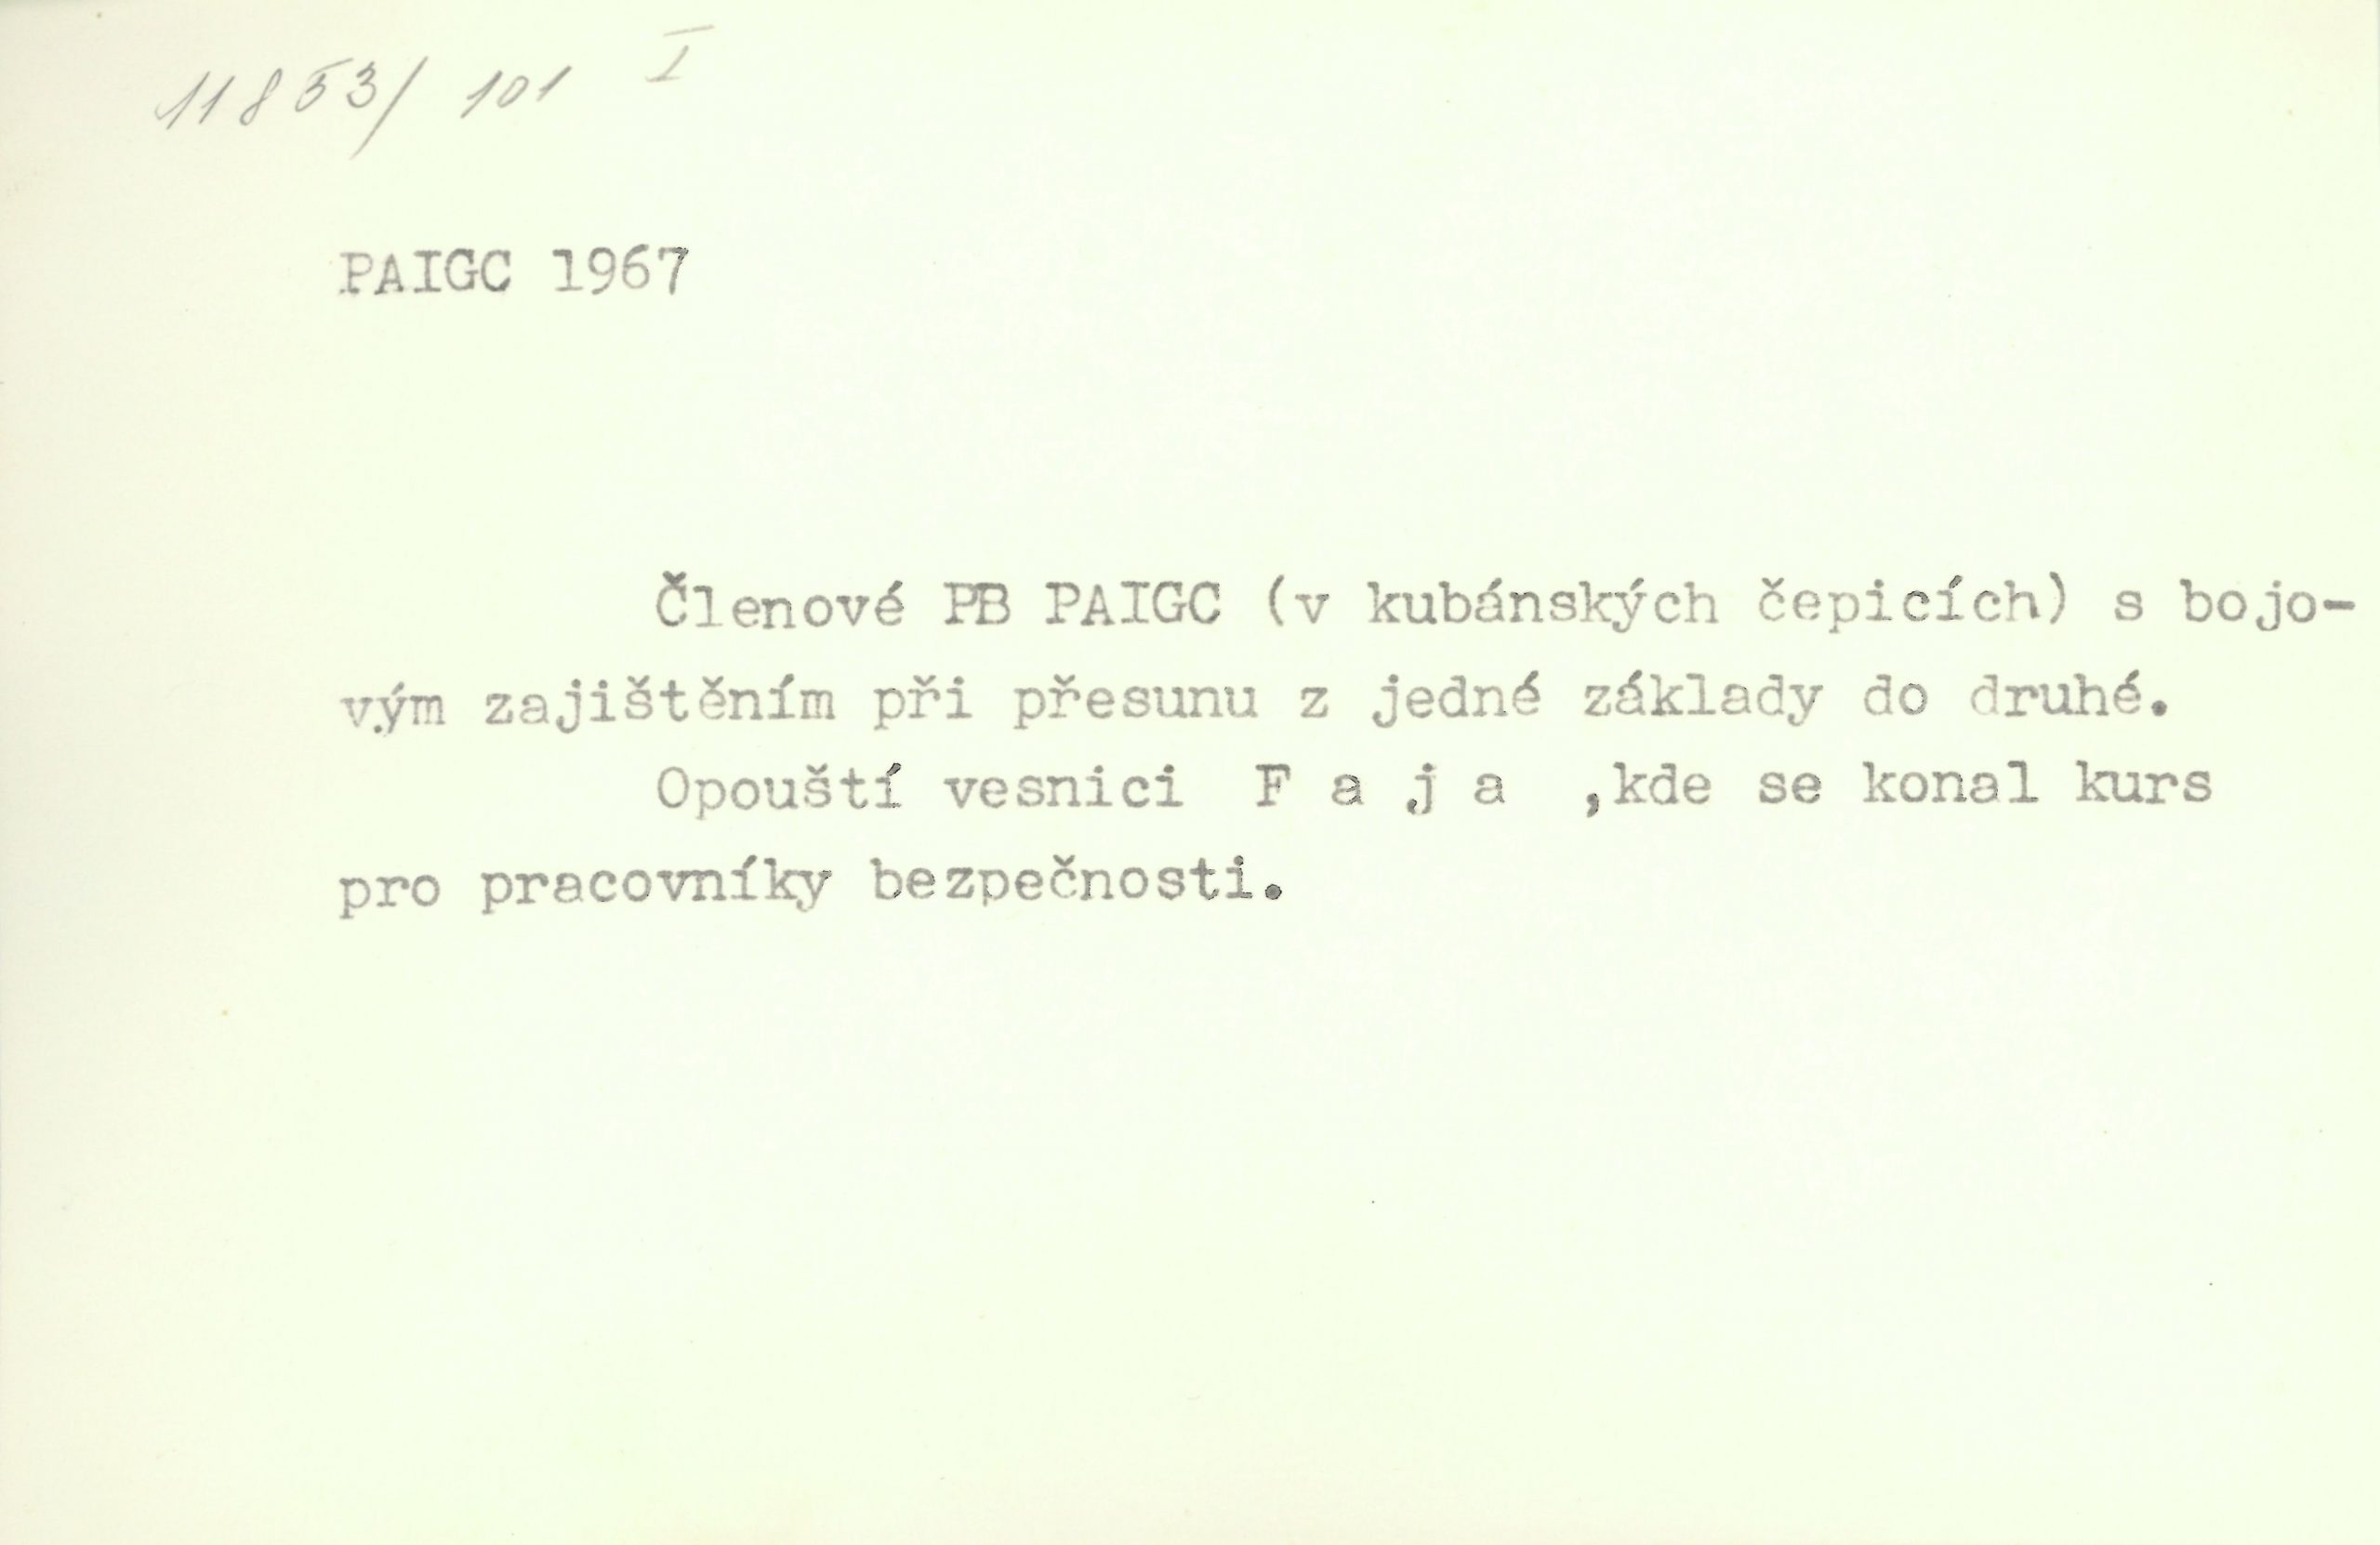 11853/ 101 I
PAIGC 1967
Členové PB PAIGC (v kubánských čepicích) s bojo-
vým zajištěním při přesunu z jedné základy do druhé.
Opouští vesnici F a j a ,kde se konal kurs
pro pracovníky bezpečnosti.